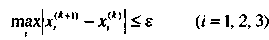 max_i |x_i^{(k+1)} − x_i^{(k)}| ≤ ε (i = 1, 2, 3)